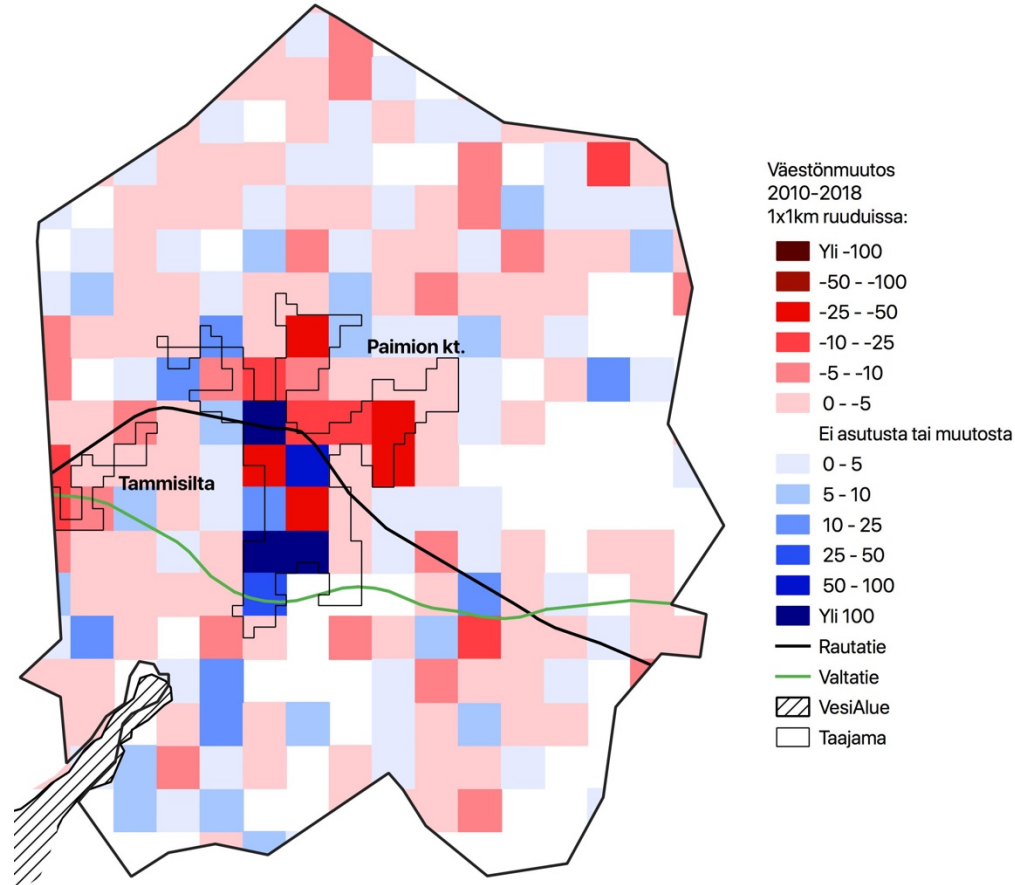 Väestönmuutos
2010-2018
1x1km ruuduissa:
Yli -100
-50 - -100
-25 - -50
-10 - -25
-5 - -10
0 - -5
Ei asutusta tai muutosta
0 - 5
5 - 10
10 - 25
25 - 50
50 - 100
Yli 100
Rautatie
Valtatie
VesiAlue
Taajama
Paimion kt.
Tammisilta